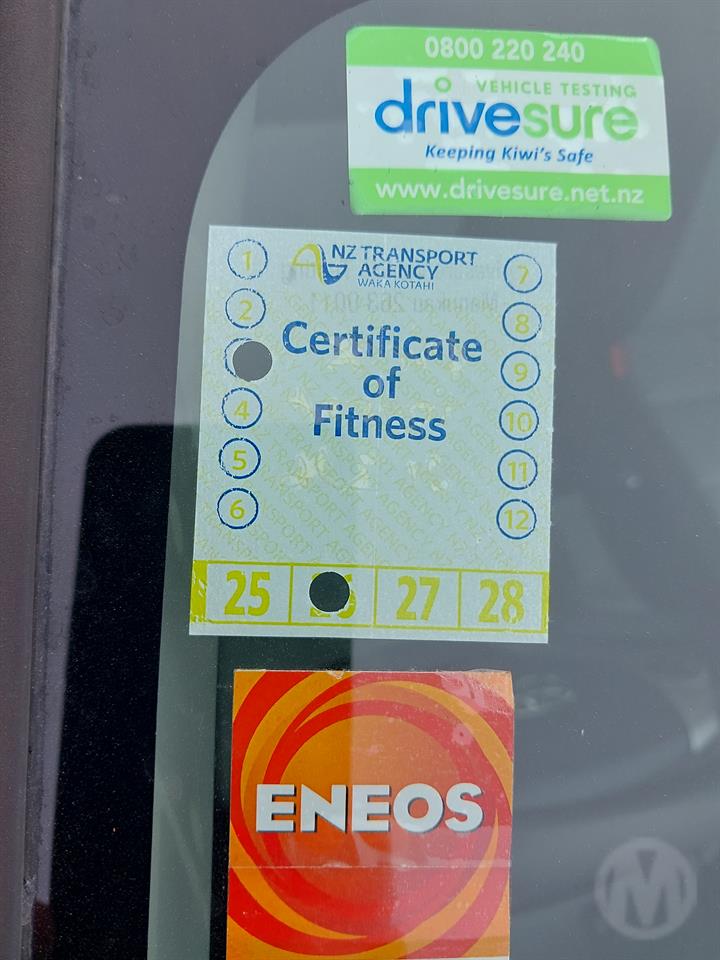 0800 220 240
VEHICLE TESTING
drivesure
Keeping Kiwi's Safe
www.drivesure.net.nz
NZ TRANSPORT
AGENCY
WAKA KOTAHI
1 7
2 8
Certificate
of
Fitness
9
4 10
5 11
6 12
25 27 28
ENEOS
M